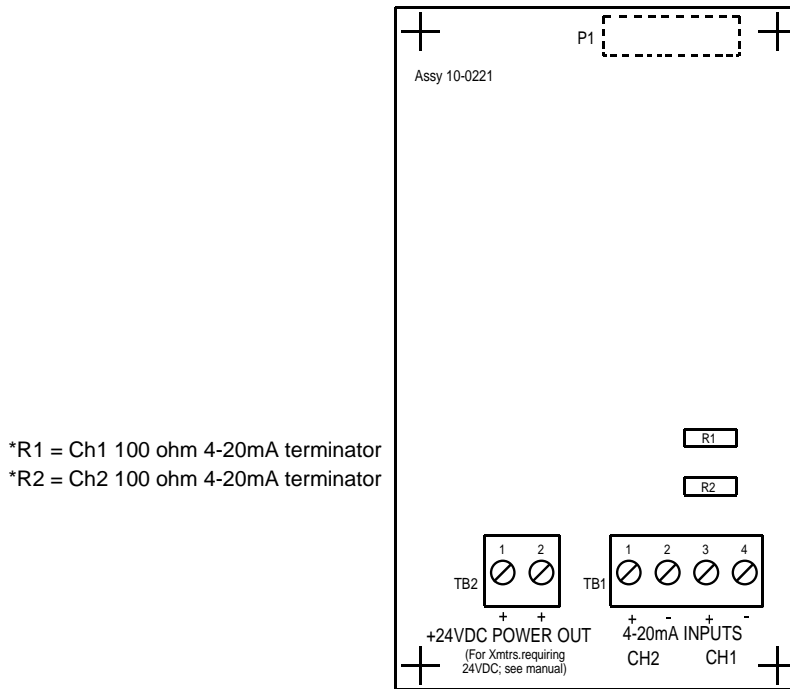 P1
Assy 10-0221
*R1 = Ch1 100 ohm 4-20mA terminator
R1
*R2 = Ch2 100 ohm 4-20mA terminator
R2
1 2
1 2 3 4
TB2
TB1
+ +
+ - + -
+24VDC POWER OUT
(For Xmtrs.requiring
24VDC; see manual)
4-20mA INPUTS
CH2 CH1